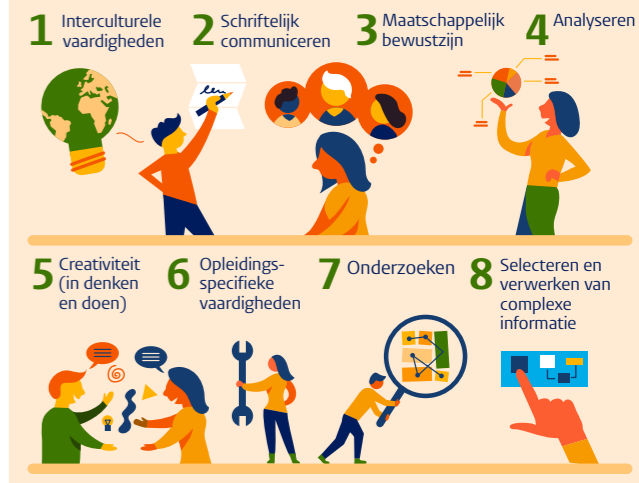 1 Interculturele
vaardigheden
2 Schriftelijk
communiceren
3 Maatschappelijk
bewustzijn
4 Analyseren
5 Creativiteit
(in denken
en doen)
6 Opleidings-
specifieke
vaardigheden
7 Onderzoeken
8 Selecteren en
verwerken van
complexe
informatie